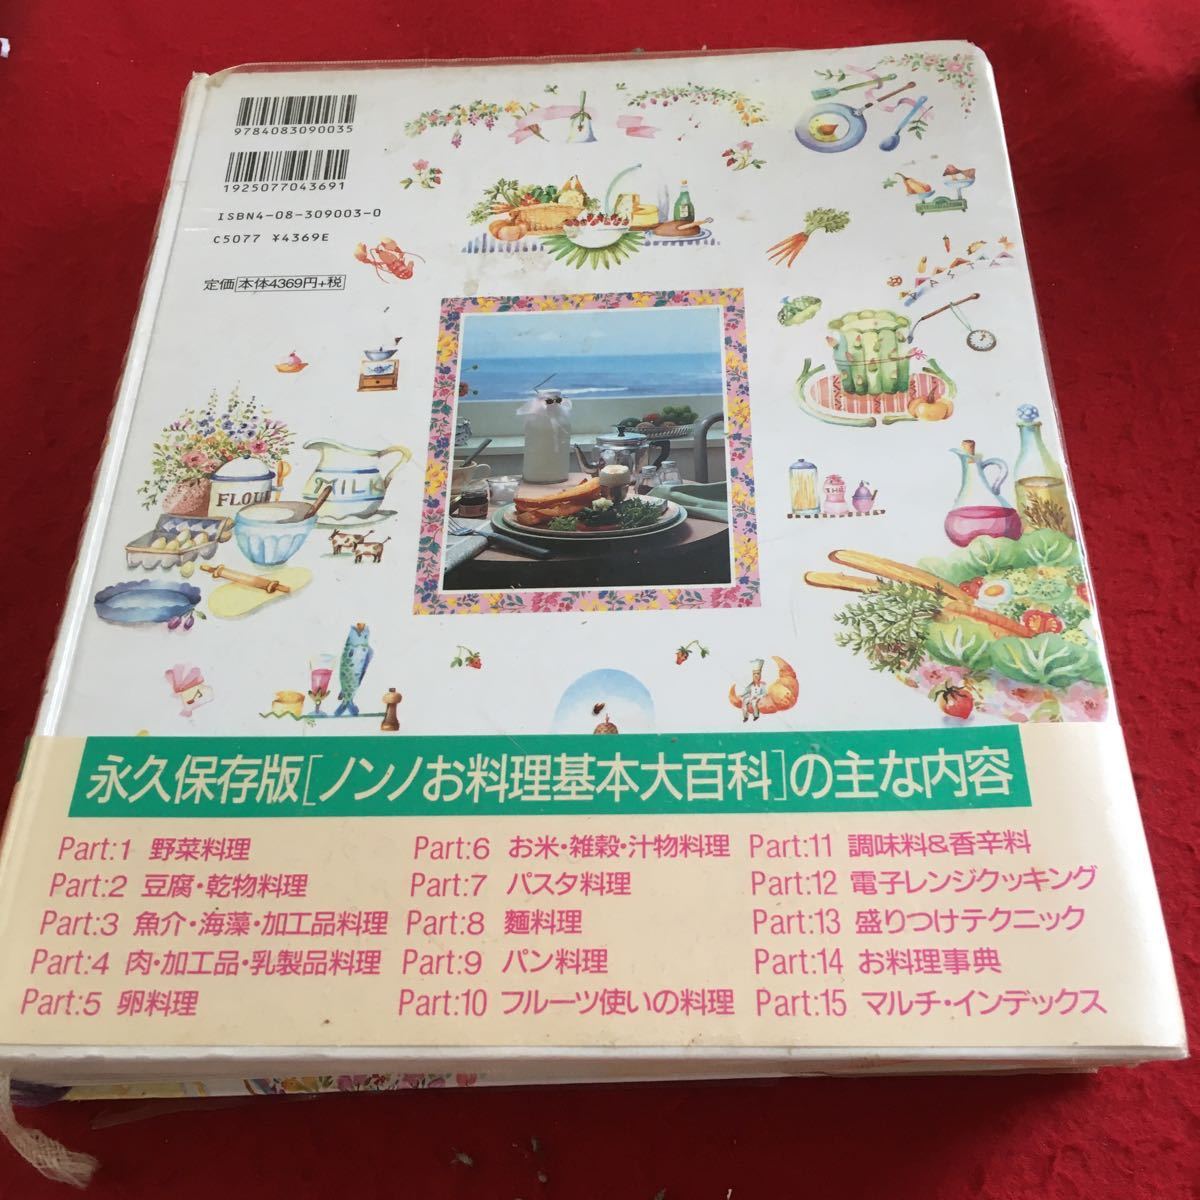 9784083090035
1925077043691
ISBN4-08-309003-0
C5077 ¥4369E
定価 本体4369円+税
FLOUR
MILK
永久保存版[ノンノお料理基本大百科]の主な内容
Part:1 野菜料理
Part:2 豆腐・乾物料理
Part:3 魚介・海藻・加工品料理
Part:4 肉・加工品・乳製品料理
Part:5 卵料理
Part:6 お米・雑穀・汁物料理
Part:7 パスタ料理
Part:8 麵料理
Part:9 パン料理
Part:10 フルーツ使いの料理
Part:11 調味料&香辛料
Part:12 電子レンジクッキング
Part:13 盛りつけテクニック
Part:14 お料理事典
Part:15 マルチ・インデックス